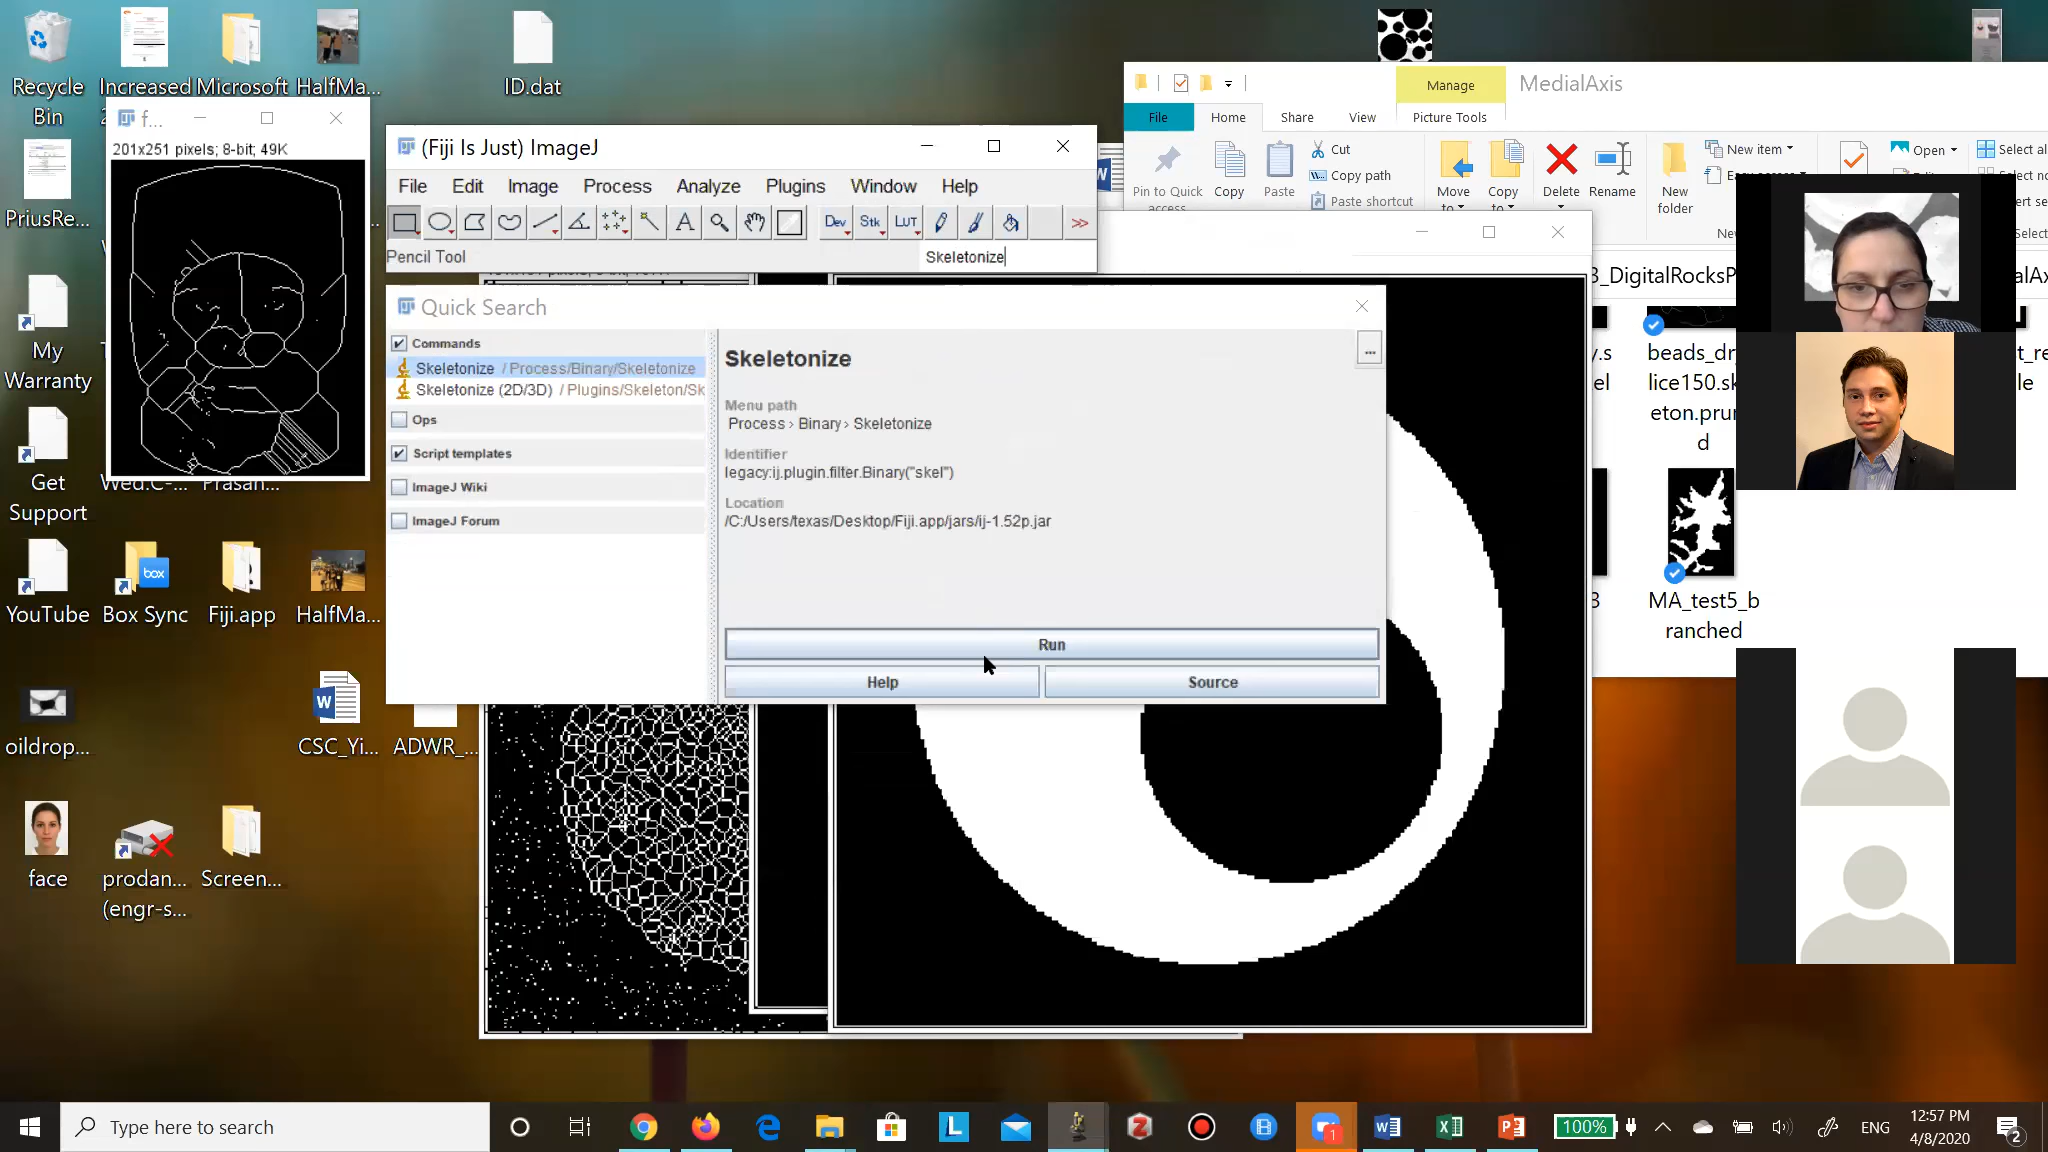 Recycle Bin
Increased
Microsoft
HalfMa...
ID.dat
f...
201x251 pixels; 8-bit; 49K
PriusRe...
My Warranty
Get Support
Wed.C-...
Prasan...
YouTube
Box Sync
box
Fiji.app
HalfMa...
oildrop...
CSC_Yi...
ADWR_...
face
prodan... (engr-s...
Screen...
(Fiji Is Just) ImageJ
File Edit Image Process Analyze Plugins Window Help
Dev Stk LUT
>>
Pencil Tool
Skeletonize
Quick Search
Commands
Skeletonize /Process/Binary/Skeletonize
Skeletonize (2D/3D) /Plugins/Skeleton/Sk
Ops
Script templates
ImageJ Wiki
ImageJ Forum
...
Skeletonize
Menu path
Process › Binary › Skeletonize
Identifier
legacy:ij.plugin.filter.Binary("skel")
Location
/C:/Users/texas/Desktop/Fiji.app/jars/ij-1.52p.jar
Run
Help
Source
Manage
MedialAxis
File Home Share View Picture Tools
Pin to Quick access
Copy
Paste
Cut
Copy path
Paste shortcut
Move to
Copy to
Delete
Rename
New folder
New item
Open
Select al
3_DigitalRocksP
beads_dr
lice150.sk
eton.prun
d
MA_test5_b
ranched
Type here to search
100%
ENG
12:57 PM
4/8/2020
2